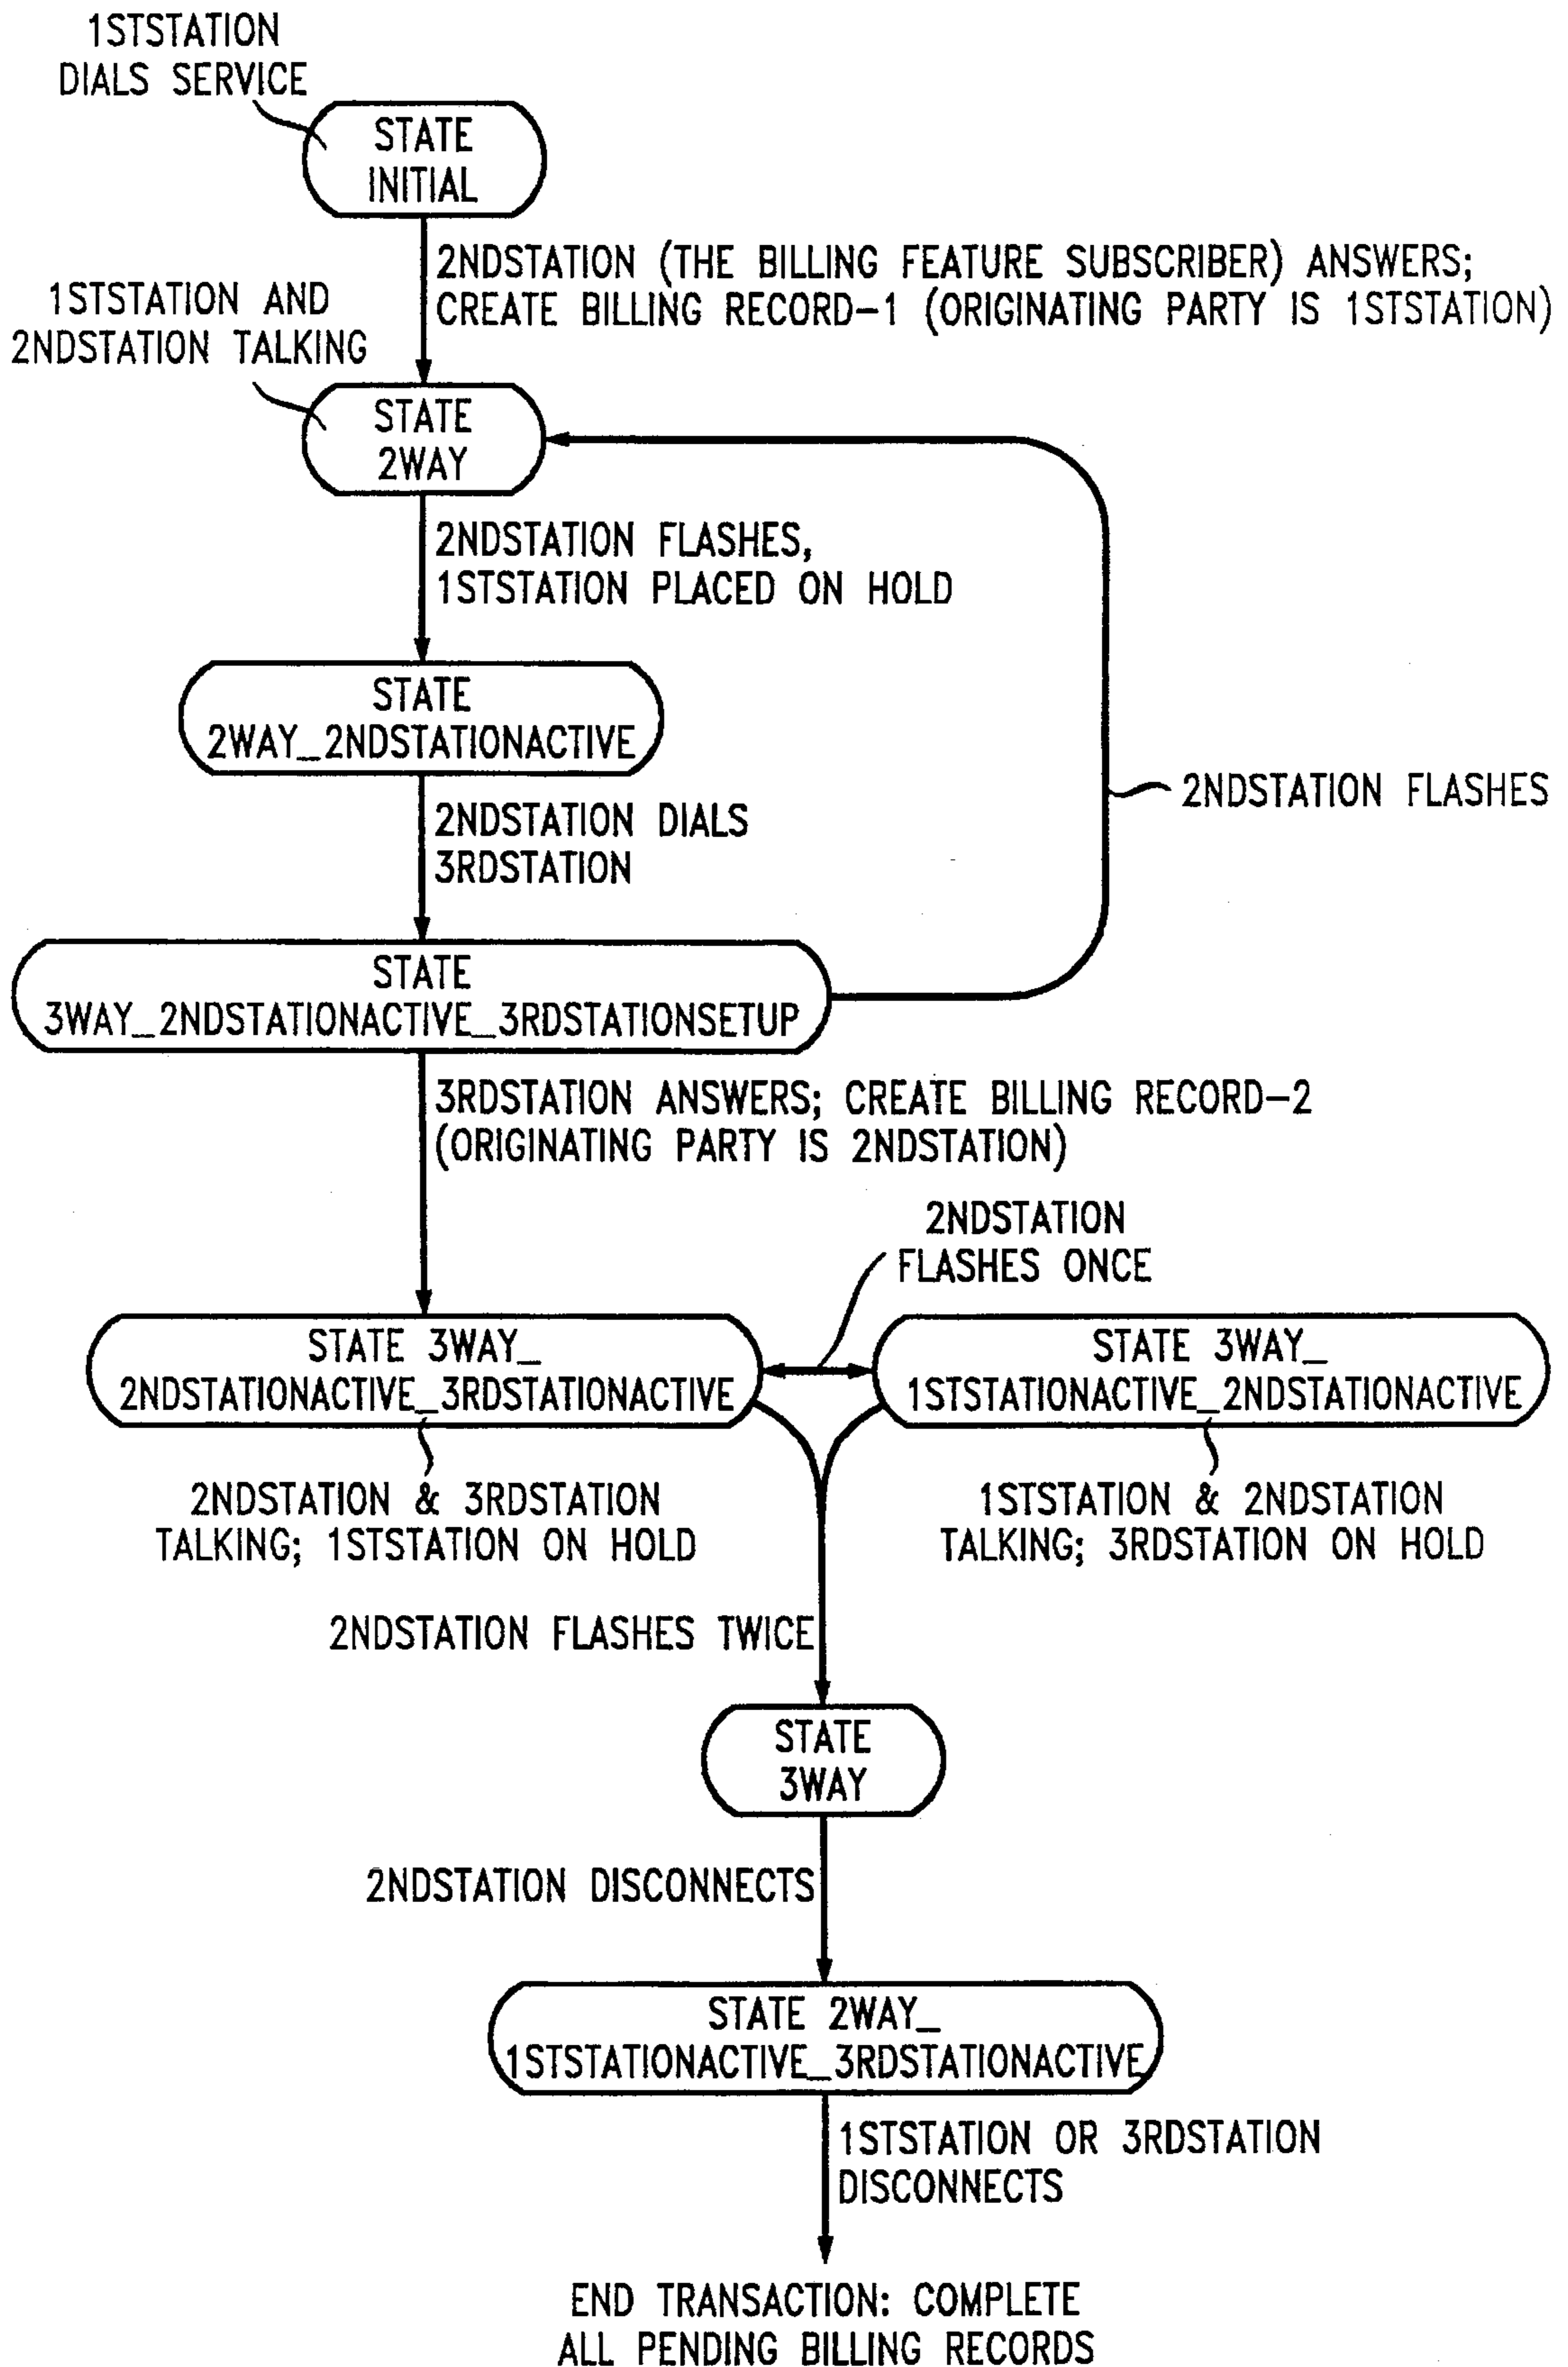 1STSTATION
DIALS SERVICE
STATE
INITIAL
2NDSTATION (THE BILLING FEATURE SUBSCRIBER) ANSWERS;
CREATE BILLING RECORD-1 (ORIGINATING PARTY IS 1STSTATION)
1STSTATION AND
2NDSTATION TALKING
STATE
2WAY
2NDSTATION FLASHES,
1STSTATION PLACED ON HOLD
STATE
2WAY_2NDSTATIONACTIVE
2NDSTATION FLASHES
2NDSTATION DIALS
3RDSTATION
STATE
3WAY_2NDSTATIONACTIVE_3RDSTATIONSETUP
3RDSTATION ANSWERS; CREATE BILLING RECORD-2
(ORIGINATING PARTY IS 2NDSTATION)
2NDSTATION
FLASHES ONCE
STATE 3WAY_
2NDSTATIONACTIVE_3RDSTATIONACTIVE
STATE 3WAY_
1STSTATIONACTIVE_2NDSTATIONACTIVE
2NDSTATION & 3RDSTATION
TALKING; 1STSTATION ON HOLD
1STSTATION & 2NDSTATION
TALKING; 3RDSTATION ON HOLD
2NDSTATION FLASHES TWICE
STATE
3WAY
2NDSTATION DISCONNECTS
STATE 2WAY_
1STSTATIONACTIVE_3RDSTATIONACTIVE
1STSTATION OR 3RDSTATION
DISCONNECTS
END TRANSACTION: COMPLETE
ALL PENDING BILLING RECORDS